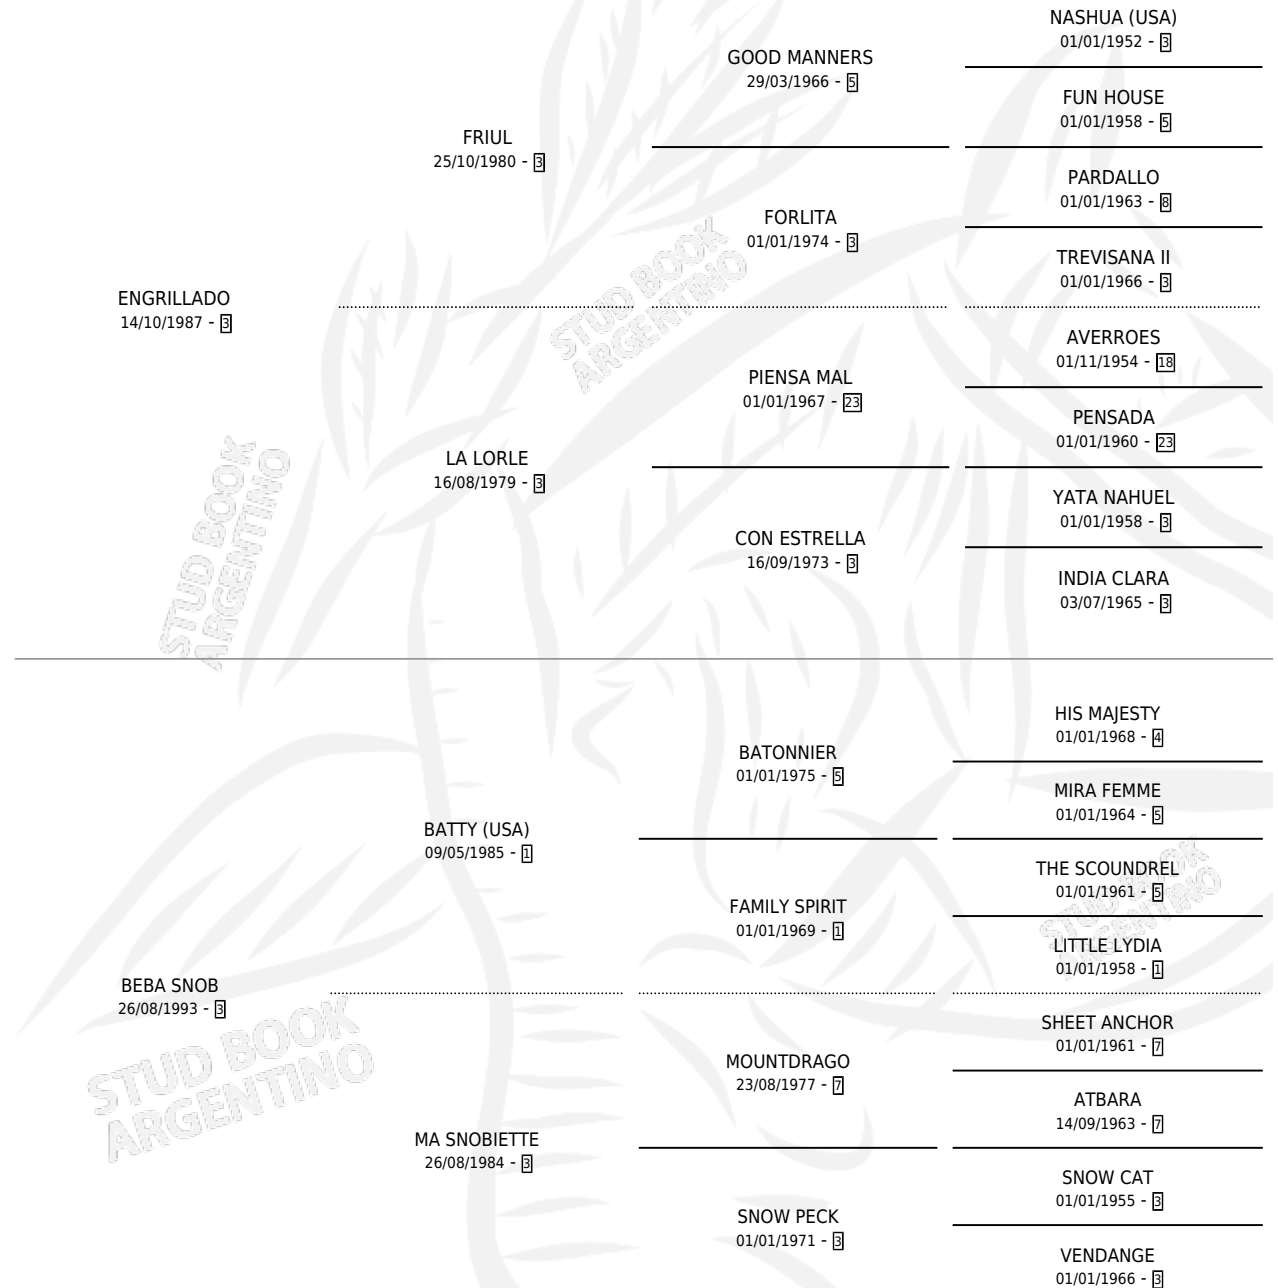 NASHUA (USA)
01/01/1952 - 3
GOOD MANNERS
29/03/1966 - 5
FUN HOUSE
01/01/1958 - 5
FRIUL
25/10/1980 - 3
PARDALLO
01/01/1963 - 8
FORLITA
01/01/1974 - 3
TREVISANA II
01/01/1966 - 3
ENGRILLADO
14/10/1987 - 3
AVERROES
01/11/1954 - 18
PIENSA MAL
01/01/1967 - 23
PENSADA
01/01/1960 - 23
LA LORLE
16/08/1979 - 3
YATA NAHUEL
01/01/1958 - 3
CON ESTRELLA
16/09/1973 - 3
INDIA CLARA
03/07/1965 - 3
HIS MAJESTY
01/01/1968 - 4
BATONNIER
01/01/1975 - 5
MIRA FEMME
01/01/1964 - 5
BATTY (USA)
09/05/1985 - 1
THE SCOUNDREL
01/01/1961 - 5
FAMILY SPIRIT
01/01/1969 - 1
LITTLE LYDIA
01/01/1958 - 1
BEBA SNOB
26/08/1993 - 3
SHEET ANCHOR
01/01/1961 - 7
MOUNTDRAGO
23/08/1977 - 7
ATBARA
14/09/1963 - 7
MA SNOBIETTE
26/08/1984 - 3
SNOW CAT
01/01/1955 - 3
SNOW PECK
01/01/1971 - 3
VENDANGE
01/01/1966 - 3
STUD BOOK
ARGENTINO
STUD BOOK
ARGENTINO
STUD BOOK
ARGENTINO
STUD BOOK
ARGENTINO